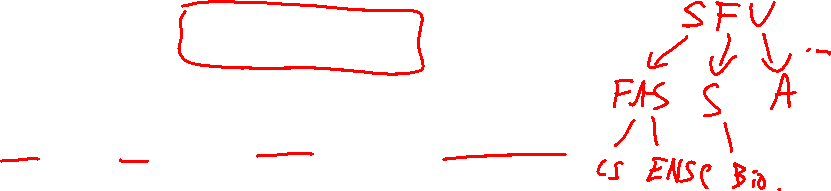 SFU
FAS S A ...
CS ENSC Bio.